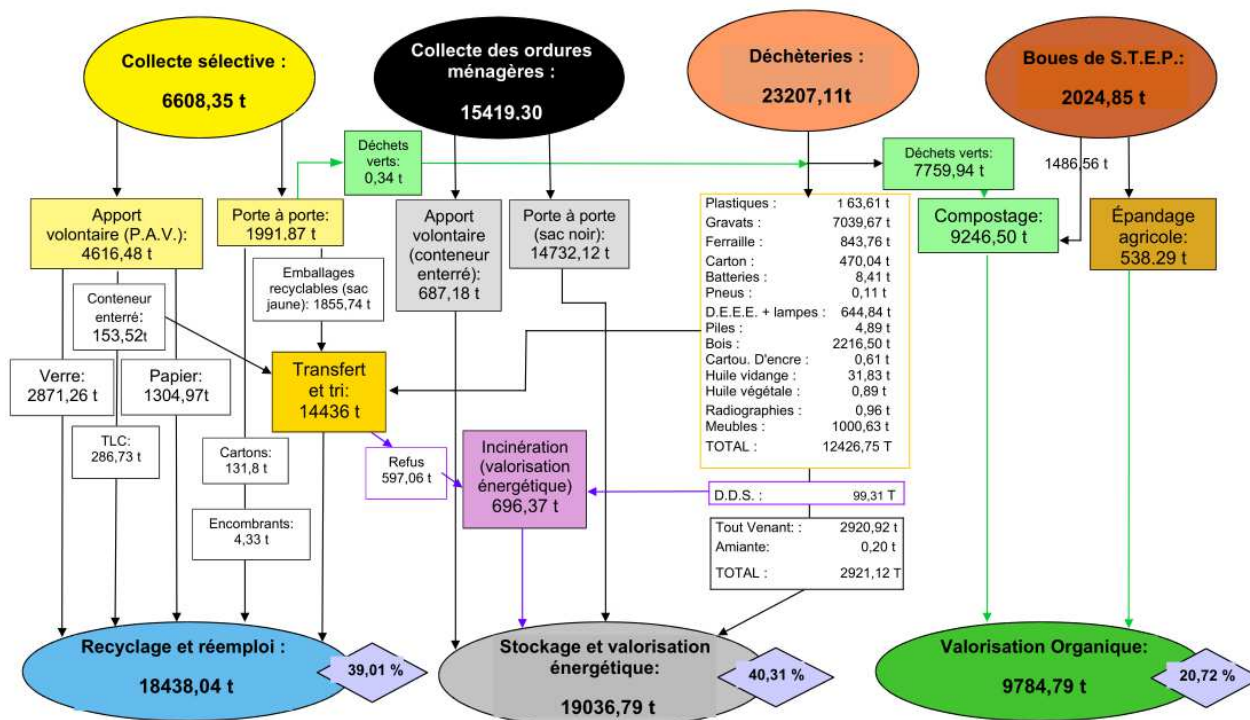 Collecte sélective :
6608,35 t
Collecte des ordures
ménagères :
15419.30
Déchèteries :
23207,11t
Boues de S.T.E.P.:
2024,85 t
Déchets
verts:
0,34 t
Déchets verts:
7759,94 t
1486,56 t
Apport
volontaire (P.A.V.):
4616,48 t
Porte à porte:
1991,87 t
Apport
volontaire
(conteneur
enterré):
687,18 t
Porte à porte
(sac noir):
14732,12 t
Plastiques : 163,61 t
Gravats : 7039,67 t
Ferraille : 843,76 t
Carton : 470,04 t
Batteries : 8,41 t
Pneus : 0,11 t
D.E.E.E. + lampes : 644,84 t
Piles : 4,89 t
Bois : 2216,50 t
Cartou. D'encre : 0,61 t
Huile vidange : 31,83 t
Huile végétale : 0,89 t
Radiographies : 0,96 t
Meubles : 1000,63 t
TOTAL : 12426,75 T
Compostage:
9246,50 t
Épandage
agricole:
538.29 t
Emballages
recyclables (sac
jaune): 1855,74 t
Conteneur
enterré:
153,52t
Verre:
2871,26 t
Papier:
1304,97t
Transfert
et tri:
14436 t
TLC:
286,73 t
Cartons:
131,8 t
Refus
597,06 t
Incinération
(valorisation
énergétique)
696,37 t
D.D.S. : 99,31 T
Encombrants:
4,33 t
Tout Venant: : 2920,92 t
Amiante: 0,20 t
TOTAL : 2921,12 T
Recyclage et réemploi :
18438,04 t
39,01 %
Stockage et valorisation
énergétique:
19036,79 t
40,31 %
Valorisation Organique:
9784,79 t
20,72 %